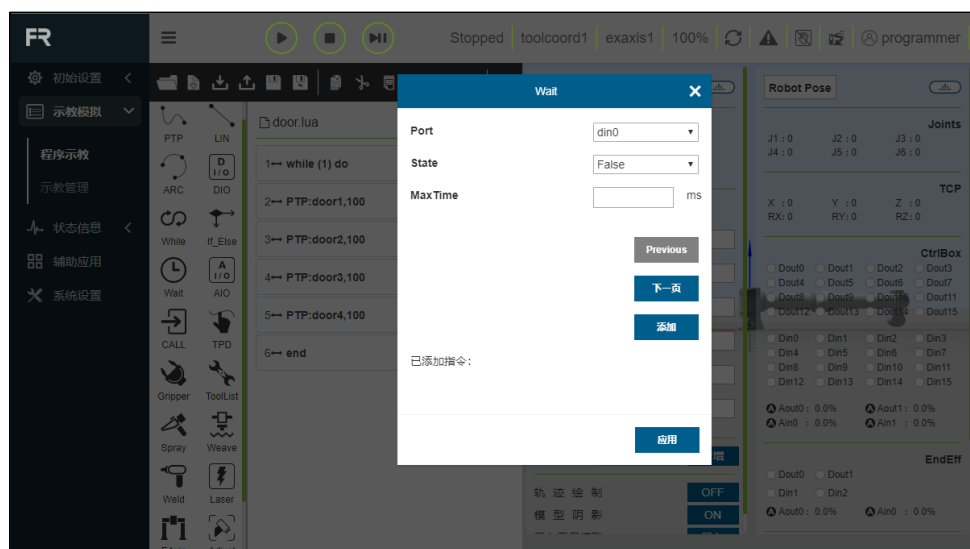 FR
Stopped toolcoord1 exaxis1 100% programmer
初始设置
示教模拟
程序示教
示教管理
状态信息
辅助应用
系统设置
PTP LIN
ARC DIO
While If_Else
Wait AIO
CALL TPD
Gripper ToolList
Spray Weave
Weld Laser
D
I/O
A
I/O
door.lua
1 while (1) do
2 PTP:door1,100
3 PTP:door2,100
4 PTP:door3,100
5 PTP:door4,100
6 end
Wait
Port din0
State False
MaxTime ms
Previous
下一页
添加
已添加指令：
应用
增
轨迹绘制 OFF
模型阴影 ON
Robot Pose
Joints
J1 : 0 J2 : 0 J3 : 0
J4 : 0 J5 : 0 J6 : 0
TCP
X : 0 Y : 0 Z : 0
RX: 0 RY: 0 RZ: 0
CtrlBox
Dout0 Dout1 Dout2 Dout3
Dout4 Dout5 Dout6 Dout7
Dout8 Dout9 Dout10 Dout11
Dout12 Dout13 Dout14 Dout15
Din0 Din1 Din2 Din3
Din4 Din5 Din6 Din7
Din8 Din9 Din10 Din11
Din12 Din13 Din14 Din15
Aout0 : 0.0% Aout1 : 0.0%
Ain0 : 0.0% Ain1 : 0.0%
EndEff
Dout0 Dout1
Din1 Din2
Aout0 : 0.0% Ain0 : 0.0%